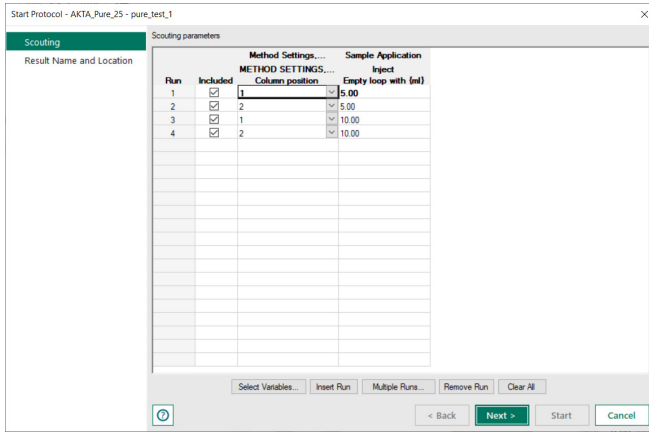 Start Protocol - AKTA_Pure_25 - pure_test_1
Scouting
Result Name and Location
Scouting parameters
Method Settings,... Sample Application
METHOD SETTINGS,... Inject
Run Included Column position Empty loop with {ml}
1 1 5.00
2 2 5.00
3 1 10.00
4 2 10.00
Select Variables... Insert Run Multiple Runs... Remove Run Clear All
? < Back Next > Start Cancel